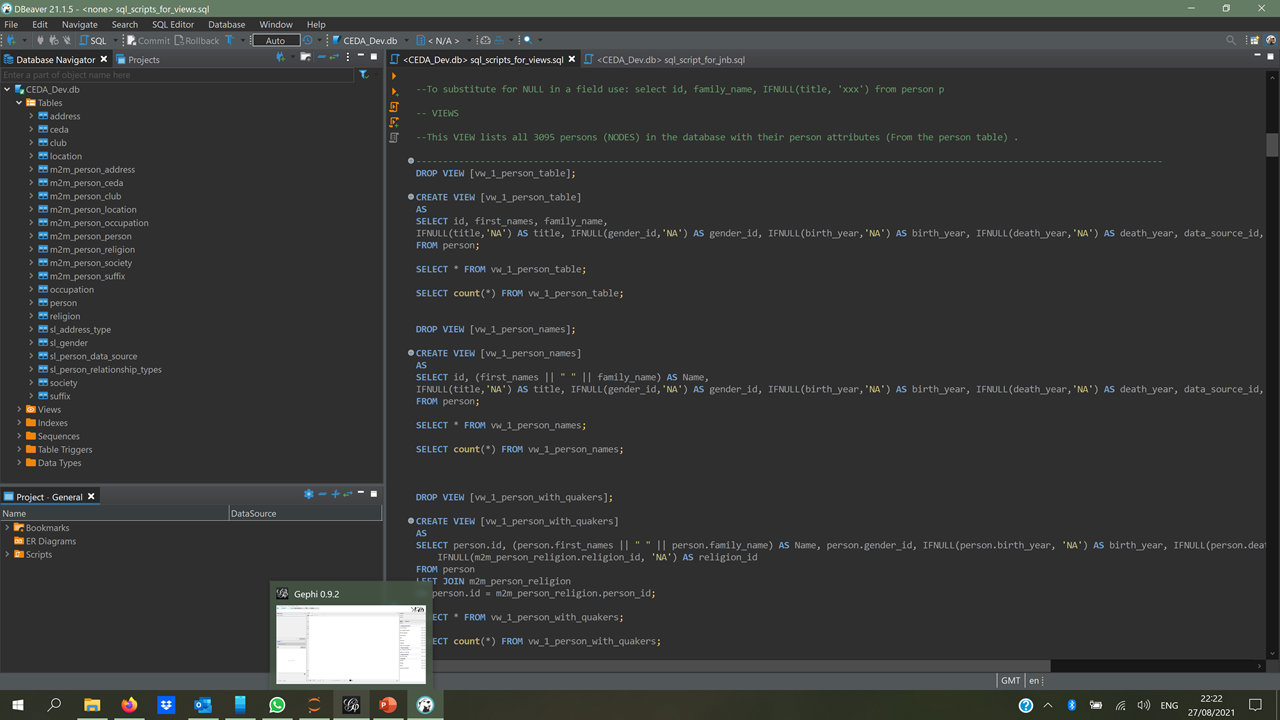 DBeaver 21.1.5 - <none> sql_scripts_for_views.sql
File Edit Navigate Search SQL Editor Database Window Help
SQL Commit Rollback Auto CEDA_Dev.db < N/A >
Database Navigator Projects
Enter a part of object name here
CEDA_Dev.db
Tables
address
ceda
club
location
m2m_person_address
m2m_person_ceda
m2m_person_club
m2m_person_location
m2m_person_occupation
m2m_person_person
m2m_person_religion
m2m_person_society
m2m_person_suffix
occupation
person
religion
sl_address_type
sl_gender
sl_person_data_source
sl_person_relationship_types
society
suffix
Views
Indexes
Sequences
Table Triggers
Data Types
Project - General
Name DataSource
Bookmarks
ER Diagrams
Scripts
<CEDA_Dev.db> sql_scripts_for_views.sql <CEDA_Dev.db> sql_script_for_jnb.sql
--To substitute for NULL in a field use: select id, family_name, IFNULL(title, 'xxx') from person p
-- VIEWS
--This VIEW lists all 3095 persons (NODES) in the database with their person attributes (From the person table) .
DROP VIEW [vw_1_person_table];
CREATE VIEW [vw_1_person_table]
AS
SELECT id, first_names, family_name,
IFNULL(title,'NA') AS title, IFNULL(gender_id,'NA') AS gender_id, IFNULL(birth_year,'NA') AS birth_year, IFNULL(death_year,'NA') AS death_year, data_source_id,
FROM person;
SELECT * FROM vw_1_person_table;
SELECT count(*) FROM vw_1_person_table;
DROP VIEW [vw_1_person_names];
CREATE VIEW [vw_1_person_names]
AS
SELECT id, (first_names || " " || family_name) AS Name,
IFNULL(title,'NA') AS title, IFNULL(gender_id,'NA') AS gender_id, IFNULL(birth_year,'NA') AS birth_year, IFNULL(death_year,'NA') AS death_year, data_source_id,
FROM person;
SELECT * FROM vw_1_person_names;
SELECT count(*) FROM vw_1_person_names;
DROP VIEW [vw_1_person_with_quakers];
CREATE VIEW [vw_1_person_with_quakers]
AS
SELECT person.id, (person.first_names || " " || person.family_name) AS Name, person.gender_id, IFNULL(person.birth_year, 'NA') AS birth_year, IFNULL(person.dea
IFNULL(m2m_person_religion.religion_id, 'NA') AS religion_id
FROM person
LEFT JOIN m2m_person_religion
person.id = m2m_person_religion.person_id;
* FROM vw_1_person_with_quakers;
count(*) FROM vw_1_person_with_quakers;
Gephi 0.9.2
GMT en
ENG
22:22
27/08/2021